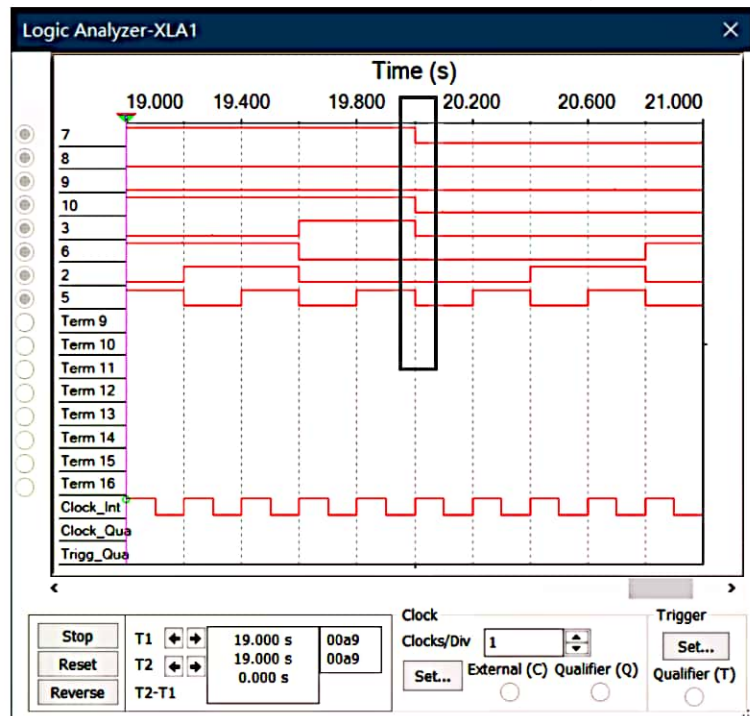 Logic Analyzer-XLA1
Time (s)
19.000 19.400 19.800 20.200 20.600 21.000
7
8
9
10
3
6
2
5
Term 9
Term 10
Term 11
Term 12
Term 13
Term 14
Term 15
Term 16
Clock_Int
Clock_Qua
Trigg_Qua
Stop
Reset
Reverse
T1 19.000 s 00a9
T2 19.000 s 00a9
T2-T1 0.000 s
Clock
Clocks/Div 1
Set... External (C) Qualifier (Q)
Trigger
Set...
Qualifier (T)